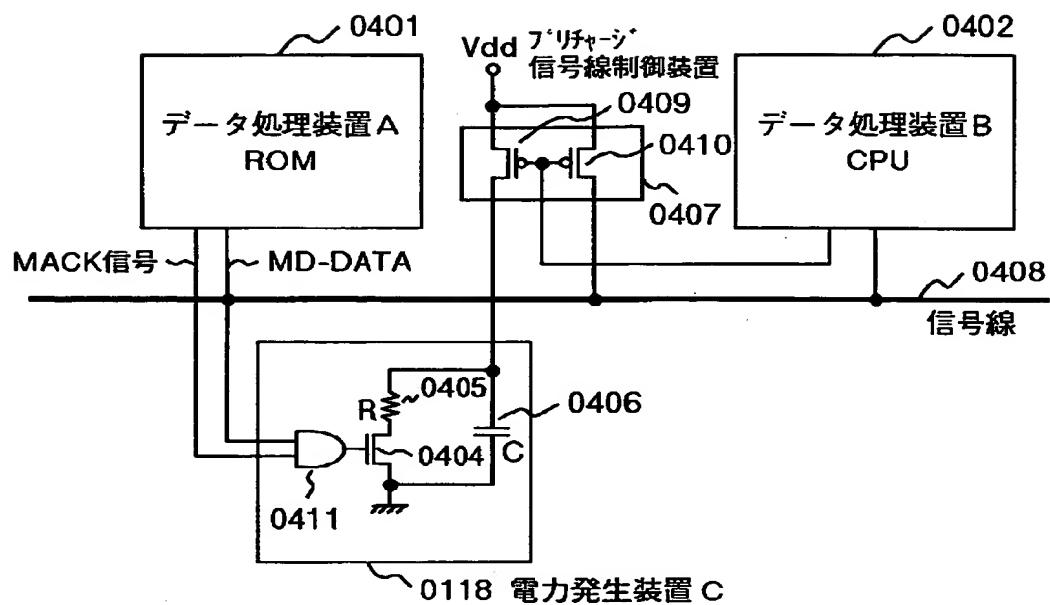 0401
Vdd
プリチャージ
信号線制御装置
0402
データ処理装置A
ROM
0409
0410
0407
データ処理装置B
CPU
MACK信号
MD-DATA
0408
信号線
R
0405
0406
C
0404
0411
0118 電力発生装置C